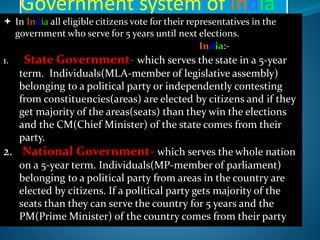 Government system of India
In India all eligible citizens vote for their representatives in the
government who serve for 5 years until next elections.
India:-
1. State Government- which serves the state in a 5-year
term. Individuals(MLA-member of legislative assembly)
belonging to a political party or independently contesting
from constituencies(areas) are elected by citizens and if they
get majority of the areas(seats) than they win the elections
and the CM(Chief Minister) of the state comes from their
party.
2. National Government- which serves the whole nation
on a 5-year term. Individuals(MP-member of parliament)
belonging to a political party from areas in the country are
elected by citizens. If a political party gets majority of the
seats than they can serve the country for 5 years and the
PM(Prime Minister) of the country comes from their party